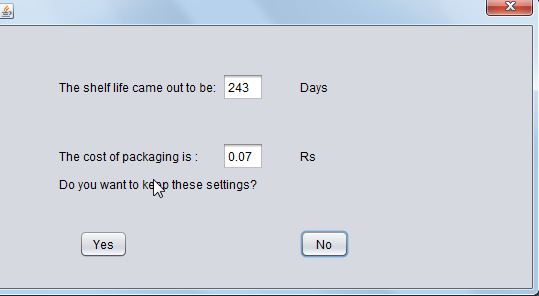 The shelf life came out to be: 243 Days
The cost of packaging is : 0.07 Rs
Do you want to keep these settings?
Yes No